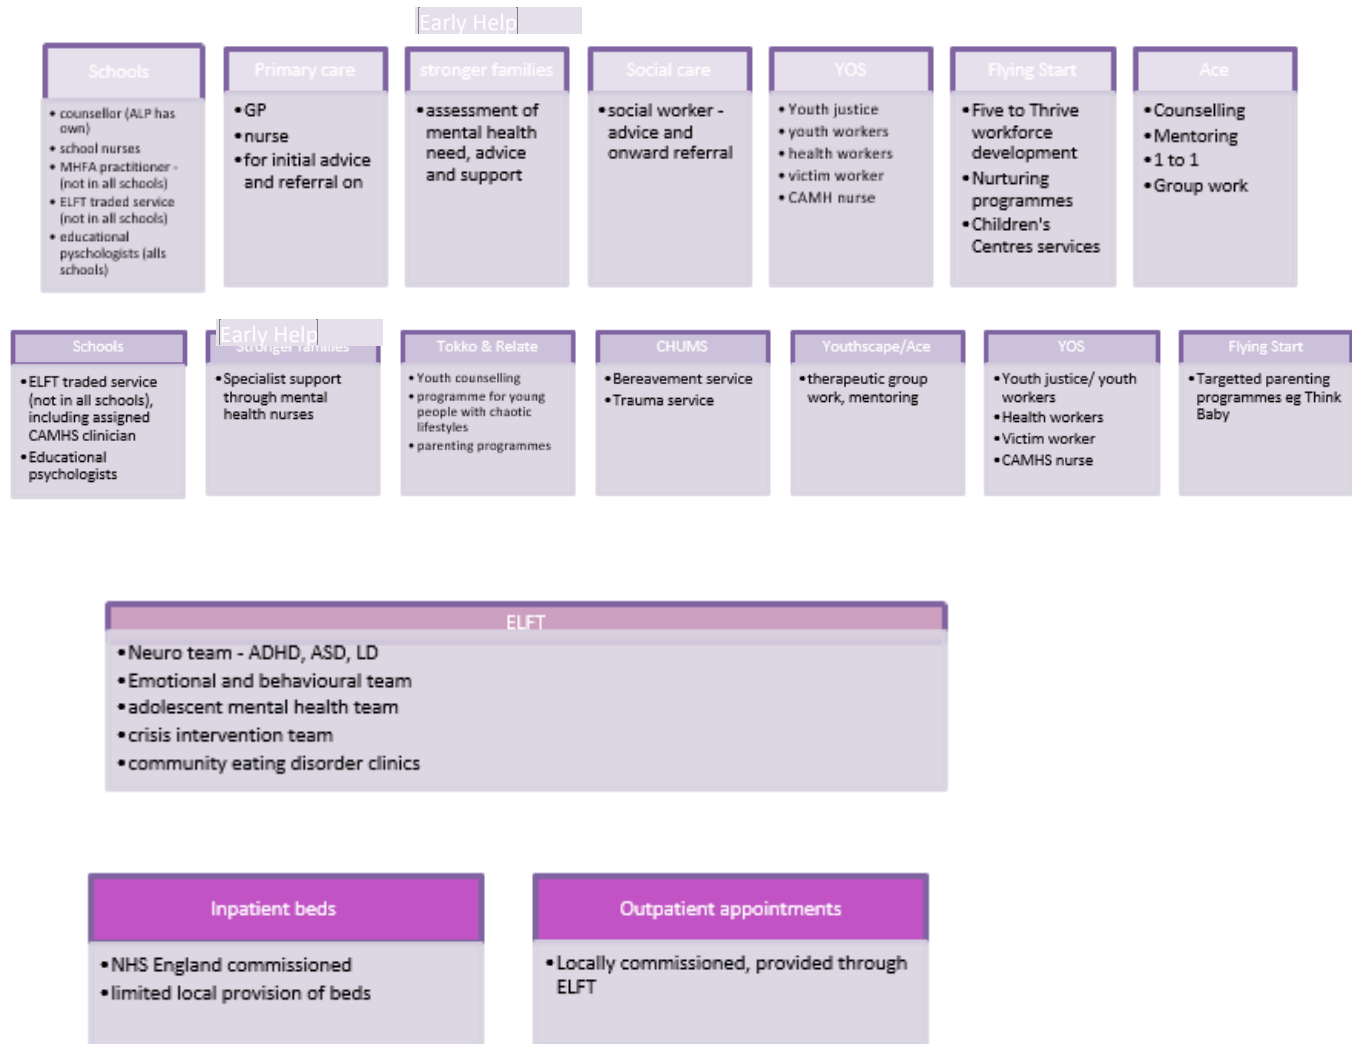 Early Help
Schools
• counsellor (ALP has
own)
• school nurses
• MHFA practitioner -
(not in all schools)
• ELFT traded service
(not in all schools)
• educational
pyschologists (alls
schools)
Primary care
• GP
• nurse
• for initial advice
and referral on
stronger families
• assessment of
mental health
need, advice
and support
Social care
• social worker -
advice and
onward referral
YOS
• Youth justice
• youth workers
• health workers
• victim worker
• CAMH nurse
Flying Start
• Five to Thrive
workforce
development
• Nurturing
programmes
• Children's
Centres services
Ace
• Counselling
• Mentoring
• 1 to 1
• Group work
Schools
• ELFT traded service
(not in all schools),
including assigned
CAMHS clinician
• Educational
psychologists
Early Help
Stronger families
• Specialist support
through mental
health nurses
Tokko & Relate
• Youth counselling
• programme for young
people with chaotic
lifestyles
• parenting programmes
CHUMS
• Bereavement service
• Trauma service
Youthscape/Ace
• therapeutic group
work, mentoring
YOS
• Youth justice/ youth
workers
• Health workers
• Victim worker
• CAMHS nurse
Flying Start
• Targetted parenting
programmes eg Think
Baby
ELFT
• Neuro team - ADHD, ASD, LD
• Emotional and behavioural team
• adolescent mental health team
• crisis intervention team
• community eating disorder clinics
Inpatient beds
• NHS England commissioned
• limited local provision of beds
Outpatient appointments
• Locally commissioned, provided through
ELFT